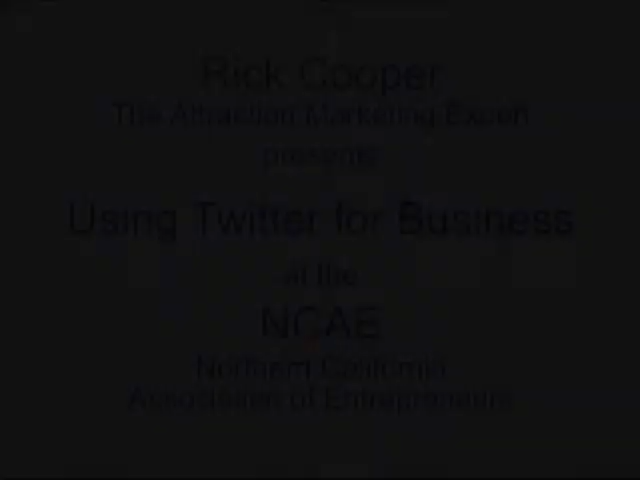 Rick Cooper
The Attraction Marketing Expert
presents
Using Twitter for Business
at the
NCAE
Northern California
Association of Entrepreneurs